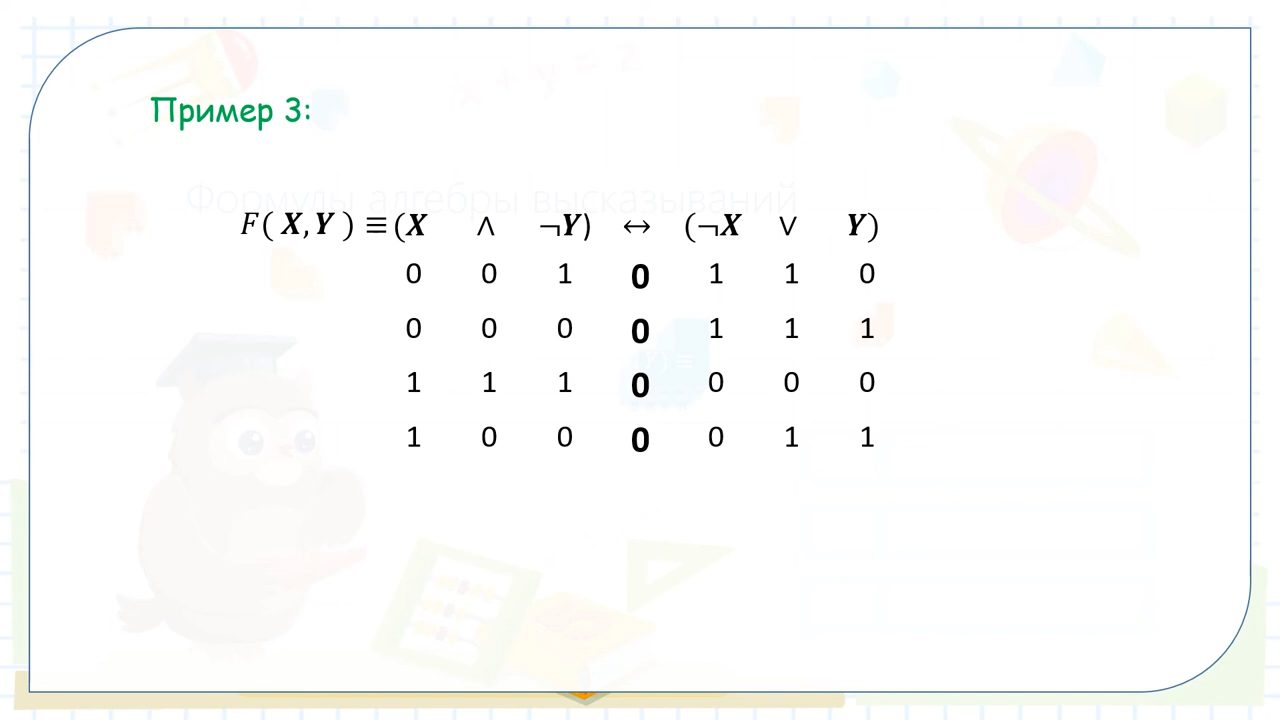 Пример 3:
Формулы алгебры высказываний
F( X, Y ) ≡ (X ∧ ¬Y) ↔ (¬X ∨ Y)
0 0 1 0 1 1 0
0 0 0 0 1 1 1
1 1 1 0 0 0 0
1 0 0 0 0 1 1